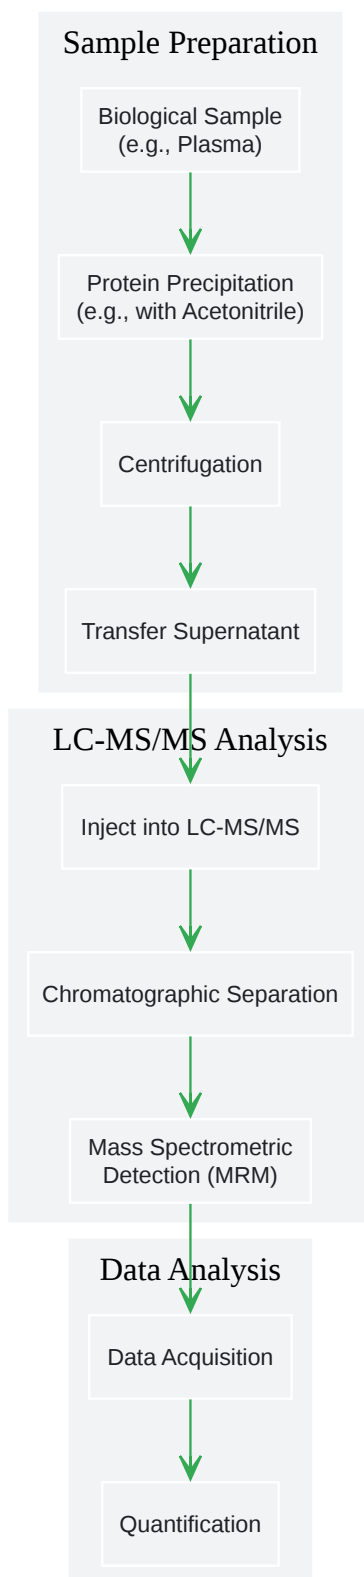 Sample Preparation
Biological Sample
(e.g., Plasma)
Protein Precipitation
(e.g., with Acetonitrile)
Centrifugation
Transfer Supernatant
LC-MS/MS Analysis
Inject into LC-MS/MS
Chromatographic Separation
Mass Spectrometric
Detection (MRM)
Data Analysis
Data Acquisition
Quantification